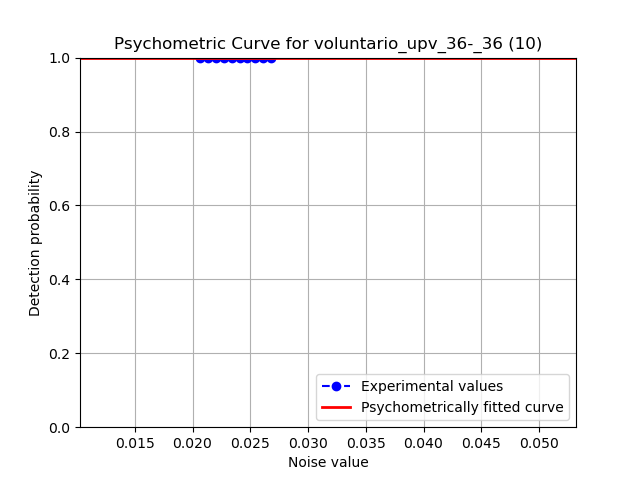 Psychometric Curve for voluntario_upv_36-_36 (10)
1.0
0.8
0.6
0.4
0.2
0.0
Detection probability
0.015 0.020 0.025 0.030 0.035 0.040 0.045 0.050
Noise value
Experimental values
Psychometrically fitted curve